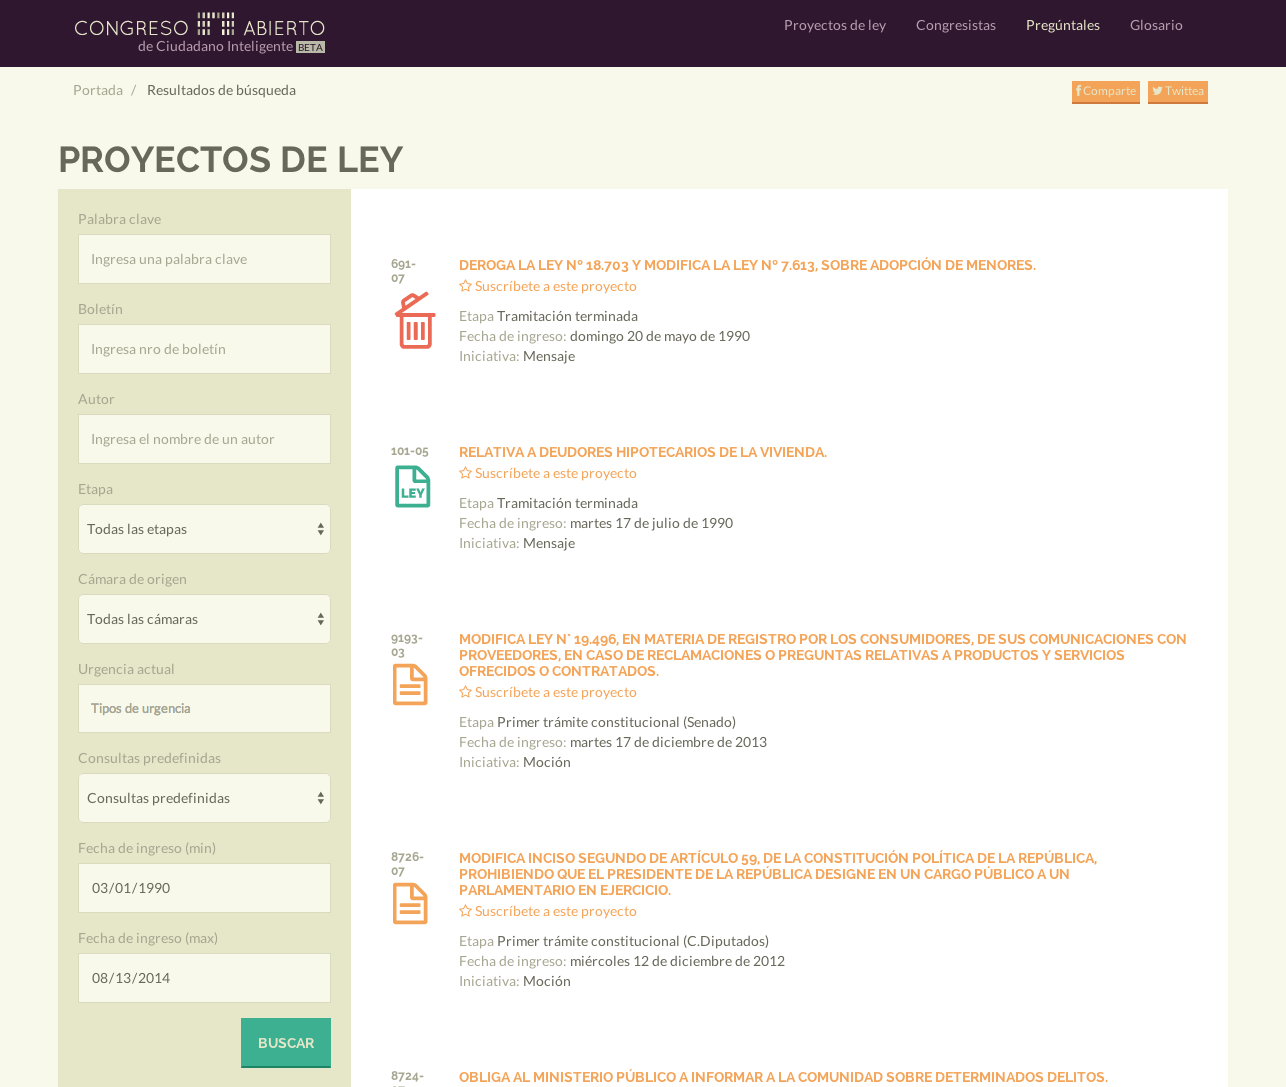 CONGRESO ABIERTO
de Ciudadano Inteligente BETA
Proyectos de ley Congresistas Pregúntales Glosario
Portada / Resultados de búsqueda
Comparte Twittea
PROYECTOS DE LEY
Palabra clave
Ingresa una palabra clave
Boletín
Ingresa nro de boletín
Autor
Ingresa el nombre de un autor
Etapa
Todas las etapas
Cámara de origen
Todas las cámaras
Urgencia actual
Tipos de urgencia
Consultas predefinidas
Consultas predefinidas
Fecha de ingreso (min)
03/01/1990
Fecha de ingreso (max)
08/13/2014
BUSCAR
691-
07
DEROGA LA LEY Nº 18.703 Y MODIFICA LA LEY Nº 7.613, SOBRE ADOPCIÓN DE MENORES.
Suscríbete a este proyecto
Etapa Tramitación terminada
Fecha de ingreso: domingo 20 de mayo de 1990
Iniciativa: Mensaje
101-05
LEY
RELATIVA A DEUDORES HIPOTECARIOS DE LA VIVIENDA.
Suscríbete a este proyecto
Etapa Tramitación terminada
Fecha de ingreso: martes 17 de julio de 1990
Iniciativa: Mensaje
9193-
03
MODIFICA LEY N° 19.496, EN MATERIA DE REGISTRO POR LOS CONSUMIDORES, DE SUS COMUNICACIONES CON
PROVEEDORES, EN CASO DE RECLAMACIONES O PREGUNTAS RELATIVAS A PRODUCTOS Y SERVICIOS
OFRECIDOS O CONTRATADOS.
Suscríbete a este proyecto
Etapa Primer trámite constitucional (Senado)
Fecha de ingreso: martes 17 de diciembre de 2013
Iniciativa: Moción
8726-
07
MODIFICA INCISO SEGUNDO DE ARTÍCULO 59, DE LA CONSTITUCIÓN POLÍTICA DE LA REPÚBLICA,
PROHIBIENDO QUE EL PRESIDENTE DE LA REPÚBLICA DESIGNE EN UN CARGO PÚBLICO A UN
PARLAMENTARIO EN EJERCICIO.
Suscríbete a este proyecto
Etapa Primer trámite constitucional (C.Diputados)
Fecha de ingreso: miércoles 12 de diciembre de 2012
Iniciativa: Moción
8724-
OBLIGA AL MINISTERIO PÚBLICO A INFORMAR A LA COMUNIDAD SOBRE DETERMINADOS DELITOS.